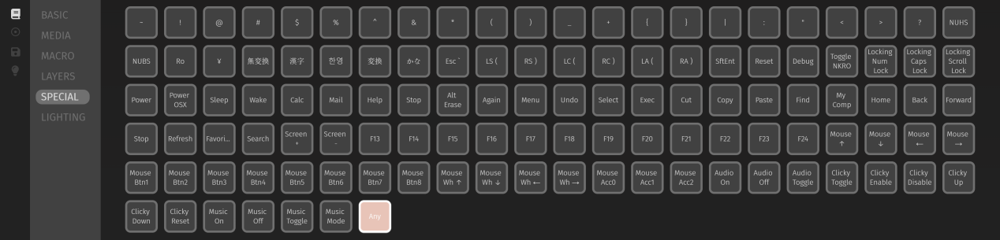 BASIC
MEDIA
MACRO
LAYERS
SPECIAL
LIGHTING
~ ! @ # $ % ^ & * ( ) _ + { } | : " < > ? NUHS
NUBS Ro ¥ 無変換 漢字 한영 変換 かな Esc ` LS ( RS ) LC ( RC ) LA ( RA ) SftEnt Reset Debug Toggle NKRO Locking Num Lock Locking Caps Lock Locking Scroll Lock
Power Power OSX Sleep Wake Calc Mail Help Stop Alt Erase Again Menu Undo Select Exec Cut Copy Paste Find My Comp Home Back Forward
Stop Refresh Favori... Search Screen + Screen - F13 F14 F15 F16 F17 F18 F19 F20 F21 F22 F23 F24 Mouse ↑ Mouse ↓ Mouse ← Mouse →
Mouse Btn1 Mouse Btn2 Mouse Btn3 Mouse Btn4 Mouse Btn5 Mouse Btn6 Mouse Btn7 Mouse Btn8 Mouse Wh ↑ Mouse Wh ↓ Mouse Wh ← Mouse Wh → Mouse Acc0 Mouse Acc1 Mouse Acc2 Audio On Audio Off Audio Toggle Clicky Toggle Clicky Enable Clicky Disable Clicky Up
Clicky Down Clicky Reset Music On Music Off Music Toggle Music Mode Any